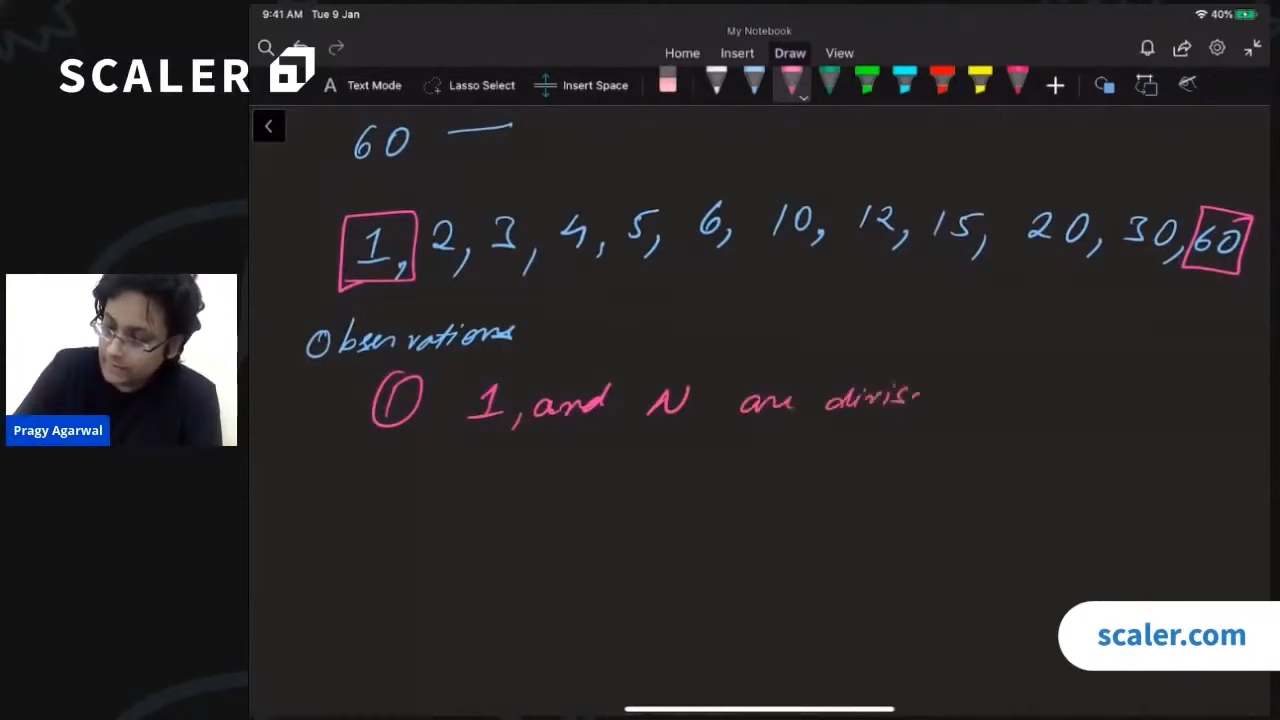 9:41 AM Tue 9 Jan
40%
My Notebook
Home Insert Draw View
SCALER
A Text Mode Lasso Select Insert Space
60
1, 2, 3, 4, 5, 6, 10, 12, 15, 20, 30, 60
Observations
① 1, and N are divis
Pragy Agarwal
scaler.com